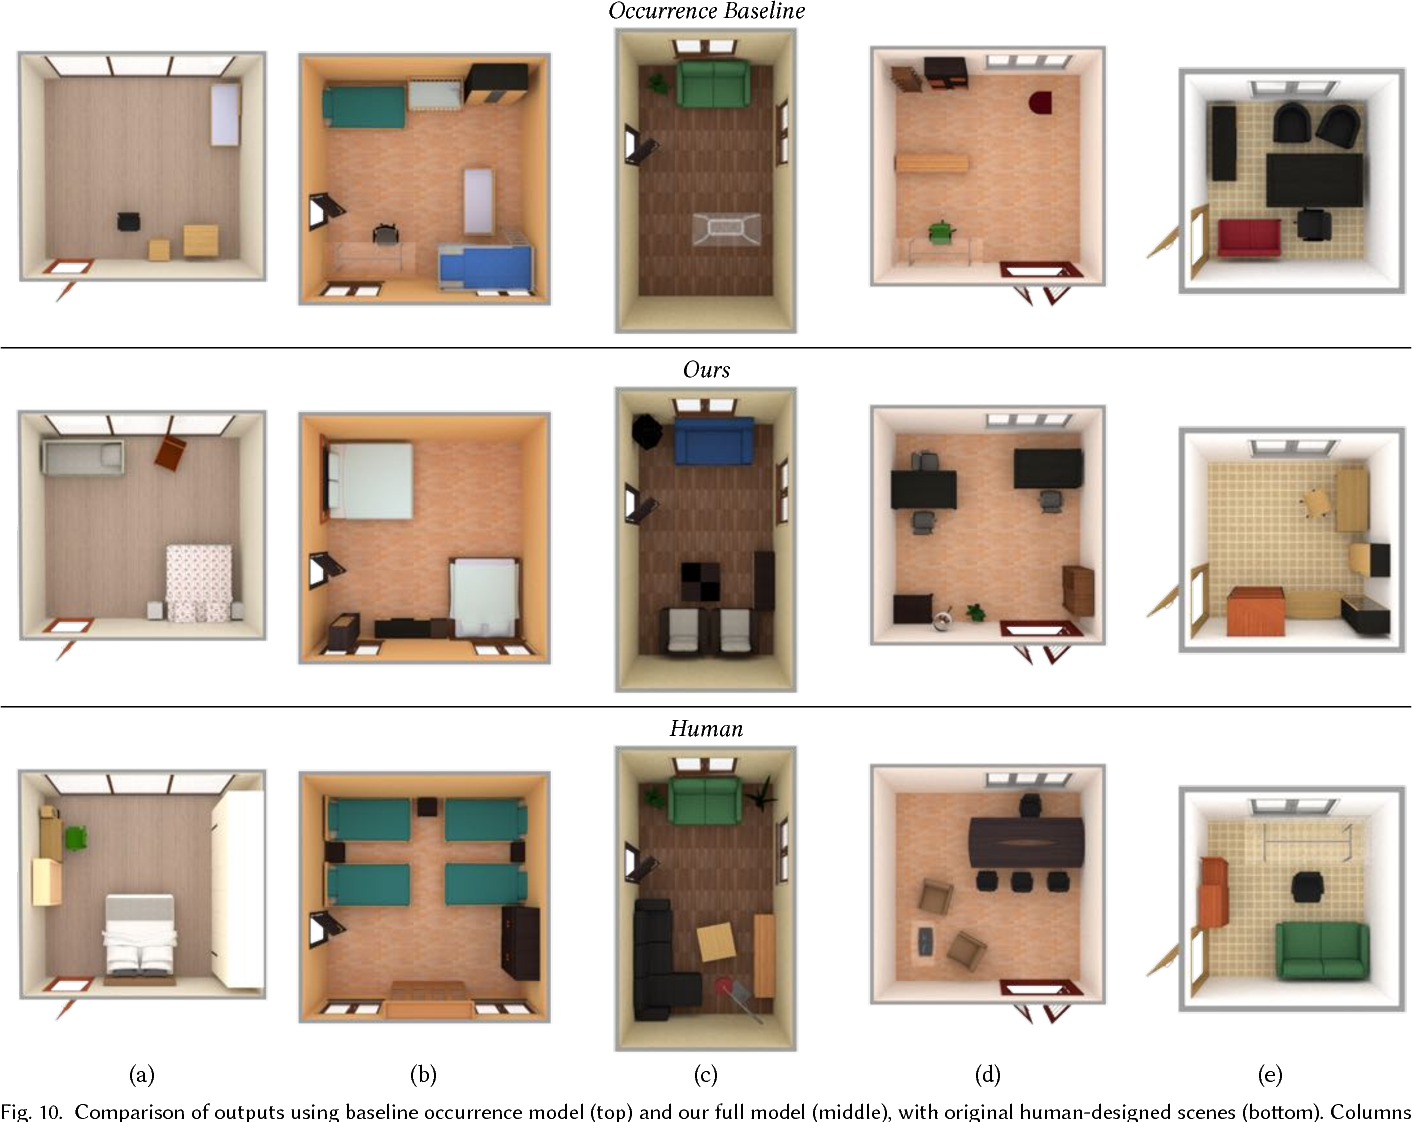 Occurrence Baseline
Ours
Human
(a) (b) (c) (d) (e)
Fig. 10. Comparison of outputs using baseline occurrence model (top) and our full model (middle), with original human-designed scenes (bottom). Columns